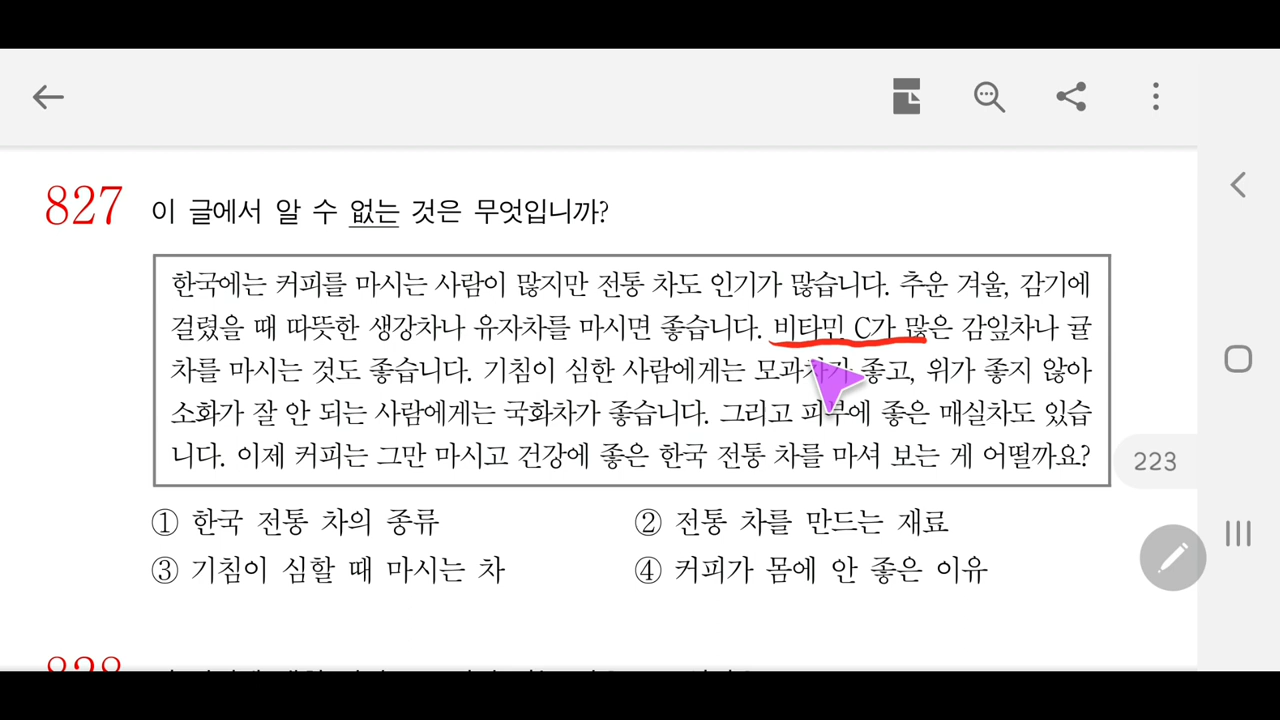 827 이 글에서 알 수 없는 것은 무엇입니까?
한국에는 커피를 마시는 사람이 많지만 전통 차도 인기가 많습니다. 추운 겨울, 감기에
걸렸을 때 따뜻한 생강차나 유자차를 마시면 좋습니다. 비타민 C가 많은 감잎차나 귤
차를 마시는 것도 좋습니다. 기침이 심한 사람에게는 모과차가 좋고, 위가 좋지 않아
소화가 잘 안 되는 사람에게는 국화차가 좋습니다. 그리고 피부에 좋은 매실차도 있습
니다. 이제 커피는 그만 마시고 건강에 좋은 한국 전통 차를 마셔 보는 게 어떨까요?
223
① 한국 전통 차의 종류 ② 전통 차를 만드는 재료
③ 기침이 심할 때 마시는 차 ④ 커피가 몸에 안 좋은 이유
828